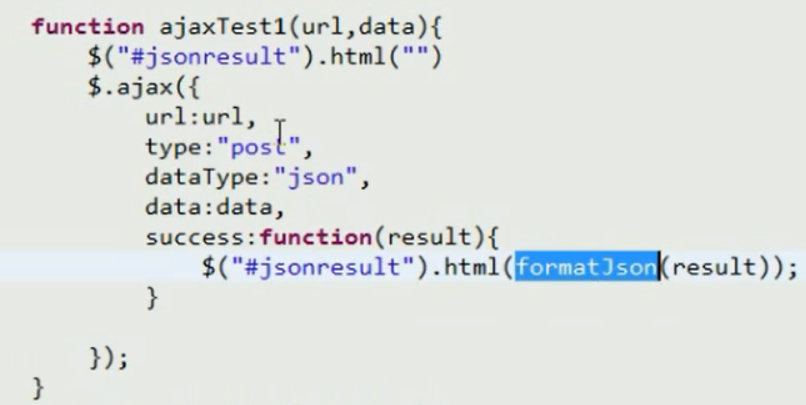 function ajaxTest1(url,data){
    $("#jsonresult").html("")
    $.ajax({
        url:url,
        type:"post",
        dataType:"json",
        data:data,
        success:function(result){
            $("#jsonresult").html(formatJson(result));
        }

    });
}